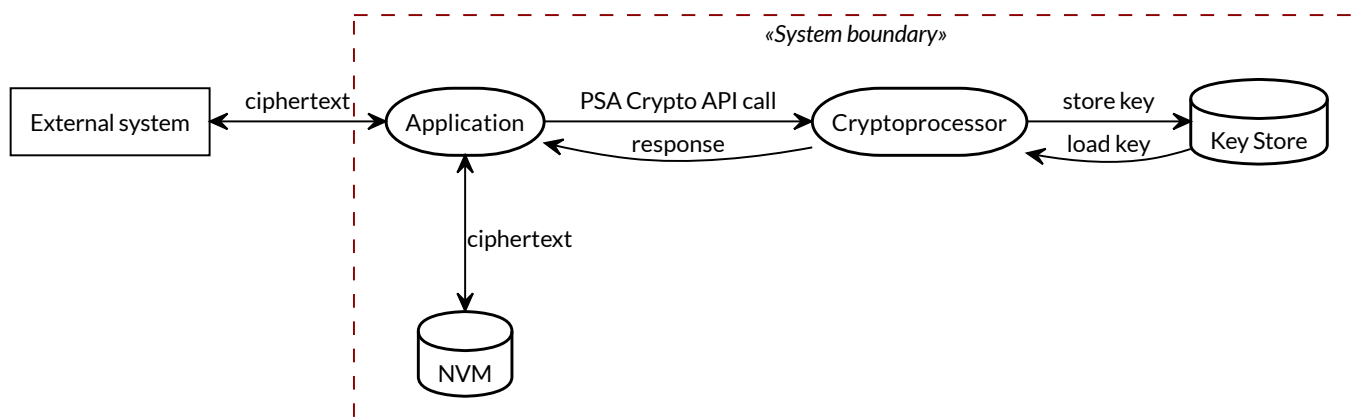 «System boundary»
External system
ciphertext
Application
PSA Crypto API call
response
Cryptoprocessor
store key
load key
Key Store
ciphertext
NVM